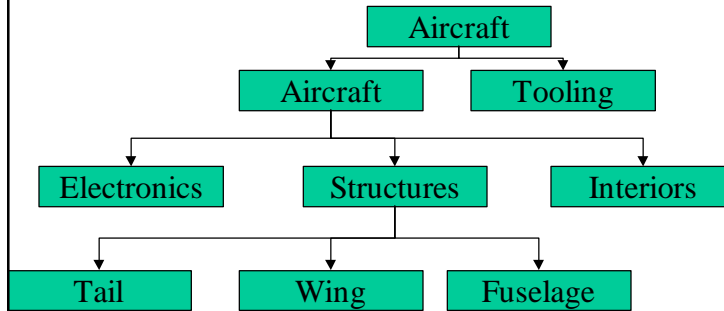 Aircraft
Aircraft
Tooling
Electronics
Structures
Interiors
Tail
Wing
Fuselage